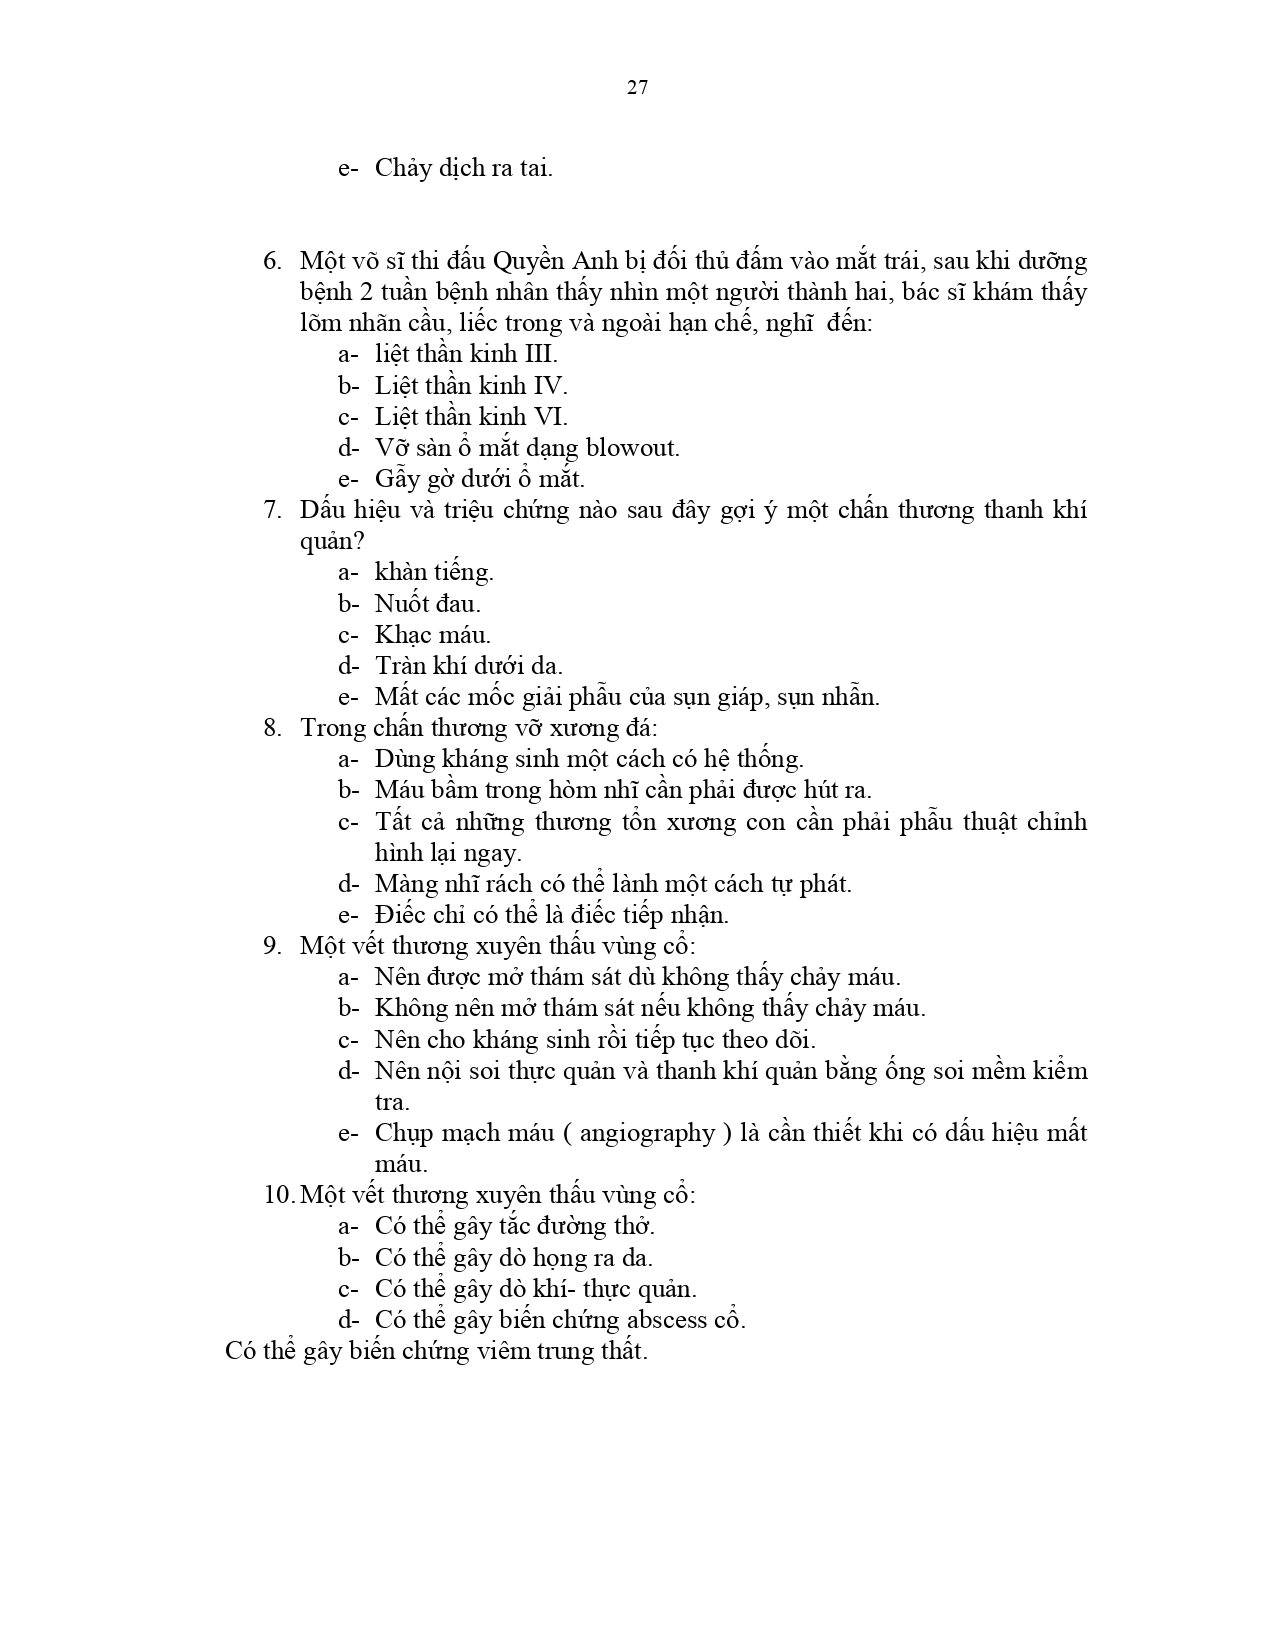 27
e- Chảy dịch ra tai.
6. Một võ sĩ thi đấu Quyền Anh bị đối thủ đấm vào mắt trái, sau khi dưỡng
bệnh 2 tuần bệnh nhân thấy nhìn một người thành hai, bác sĩ khám thấy
lõm nhãn cầu, liếc trong và ngoài hạn chế, nghĩ đến:
a- liệt thần kinh III.
b- Liệt thần kinh IV.
c- Liệt thần kinh VI.
d- Vỡ sàn ổ mắt dạng blowout.
e- Gẫy gờ dưới ổ mắt.
7. Dấu hiệu và triệu chứng nào sau đây gợi ý một chấn thương thanh khí
quản?
a- khàn tiếng.
b- Nuốt đau.
c- Khạc máu.
d- Tràn khí dưới da.
e- Mất các mốc giải phẫu của sụn giáp, sụn nhẫn.
8. Trong chấn thương vỡ xương đá:
a- Dùng kháng sinh một cách có hệ thống.
b- Máu bầm trong hòm nhĩ cần phải được hút ra.
c- Tất cả những thương tổn xương con cần phải phẫu thuật chỉnh
hình lại ngay.
d- Màng nhĩ rách có thể lành một cách tự phát.
e- Điếc chỉ có thể là điếc tiếp nhận.
9. Một vết thương xuyên thấu vùng cổ:
a- Nên được mở thám sát dù không thấy chảy máu.
b- Không nên mở thám sát nếu không thấy chảy máu.
c- Nên cho kháng sinh rồi tiếp tục theo dõi.
d- Nên nội soi thực quản và thanh khí quản bằng ống soi mềm kiểm
tra.
e- Chụp mạch máu ( angiography ) là cần thiết khi có dấu hiệu mất
máu.
10. Một vết thương xuyên thấu vùng cổ:
a- Có thể gây tắc đường thở.
b- Có thể gây dò họng ra da.
c- Có thể gây dò khí- thực quản.
d- Có thể gây biến chứng abscess cổ.
Có thể gây biến chứng viêm trung thất.